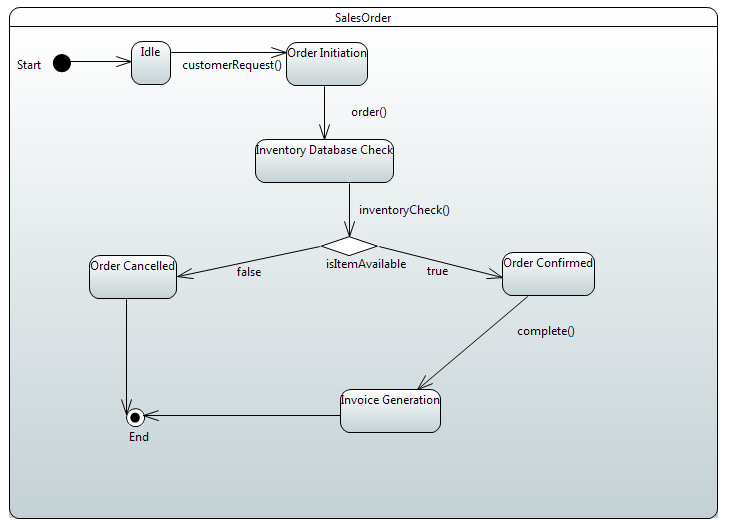 SalesOrder
Start
Idle
customerRequest()
Order Initiation
order()
Inventory Database Check
inventoryCheck()
isItemAvailable
false
true
Order Cancelled
Order Confirmed
complete()
Invoice Generation
End